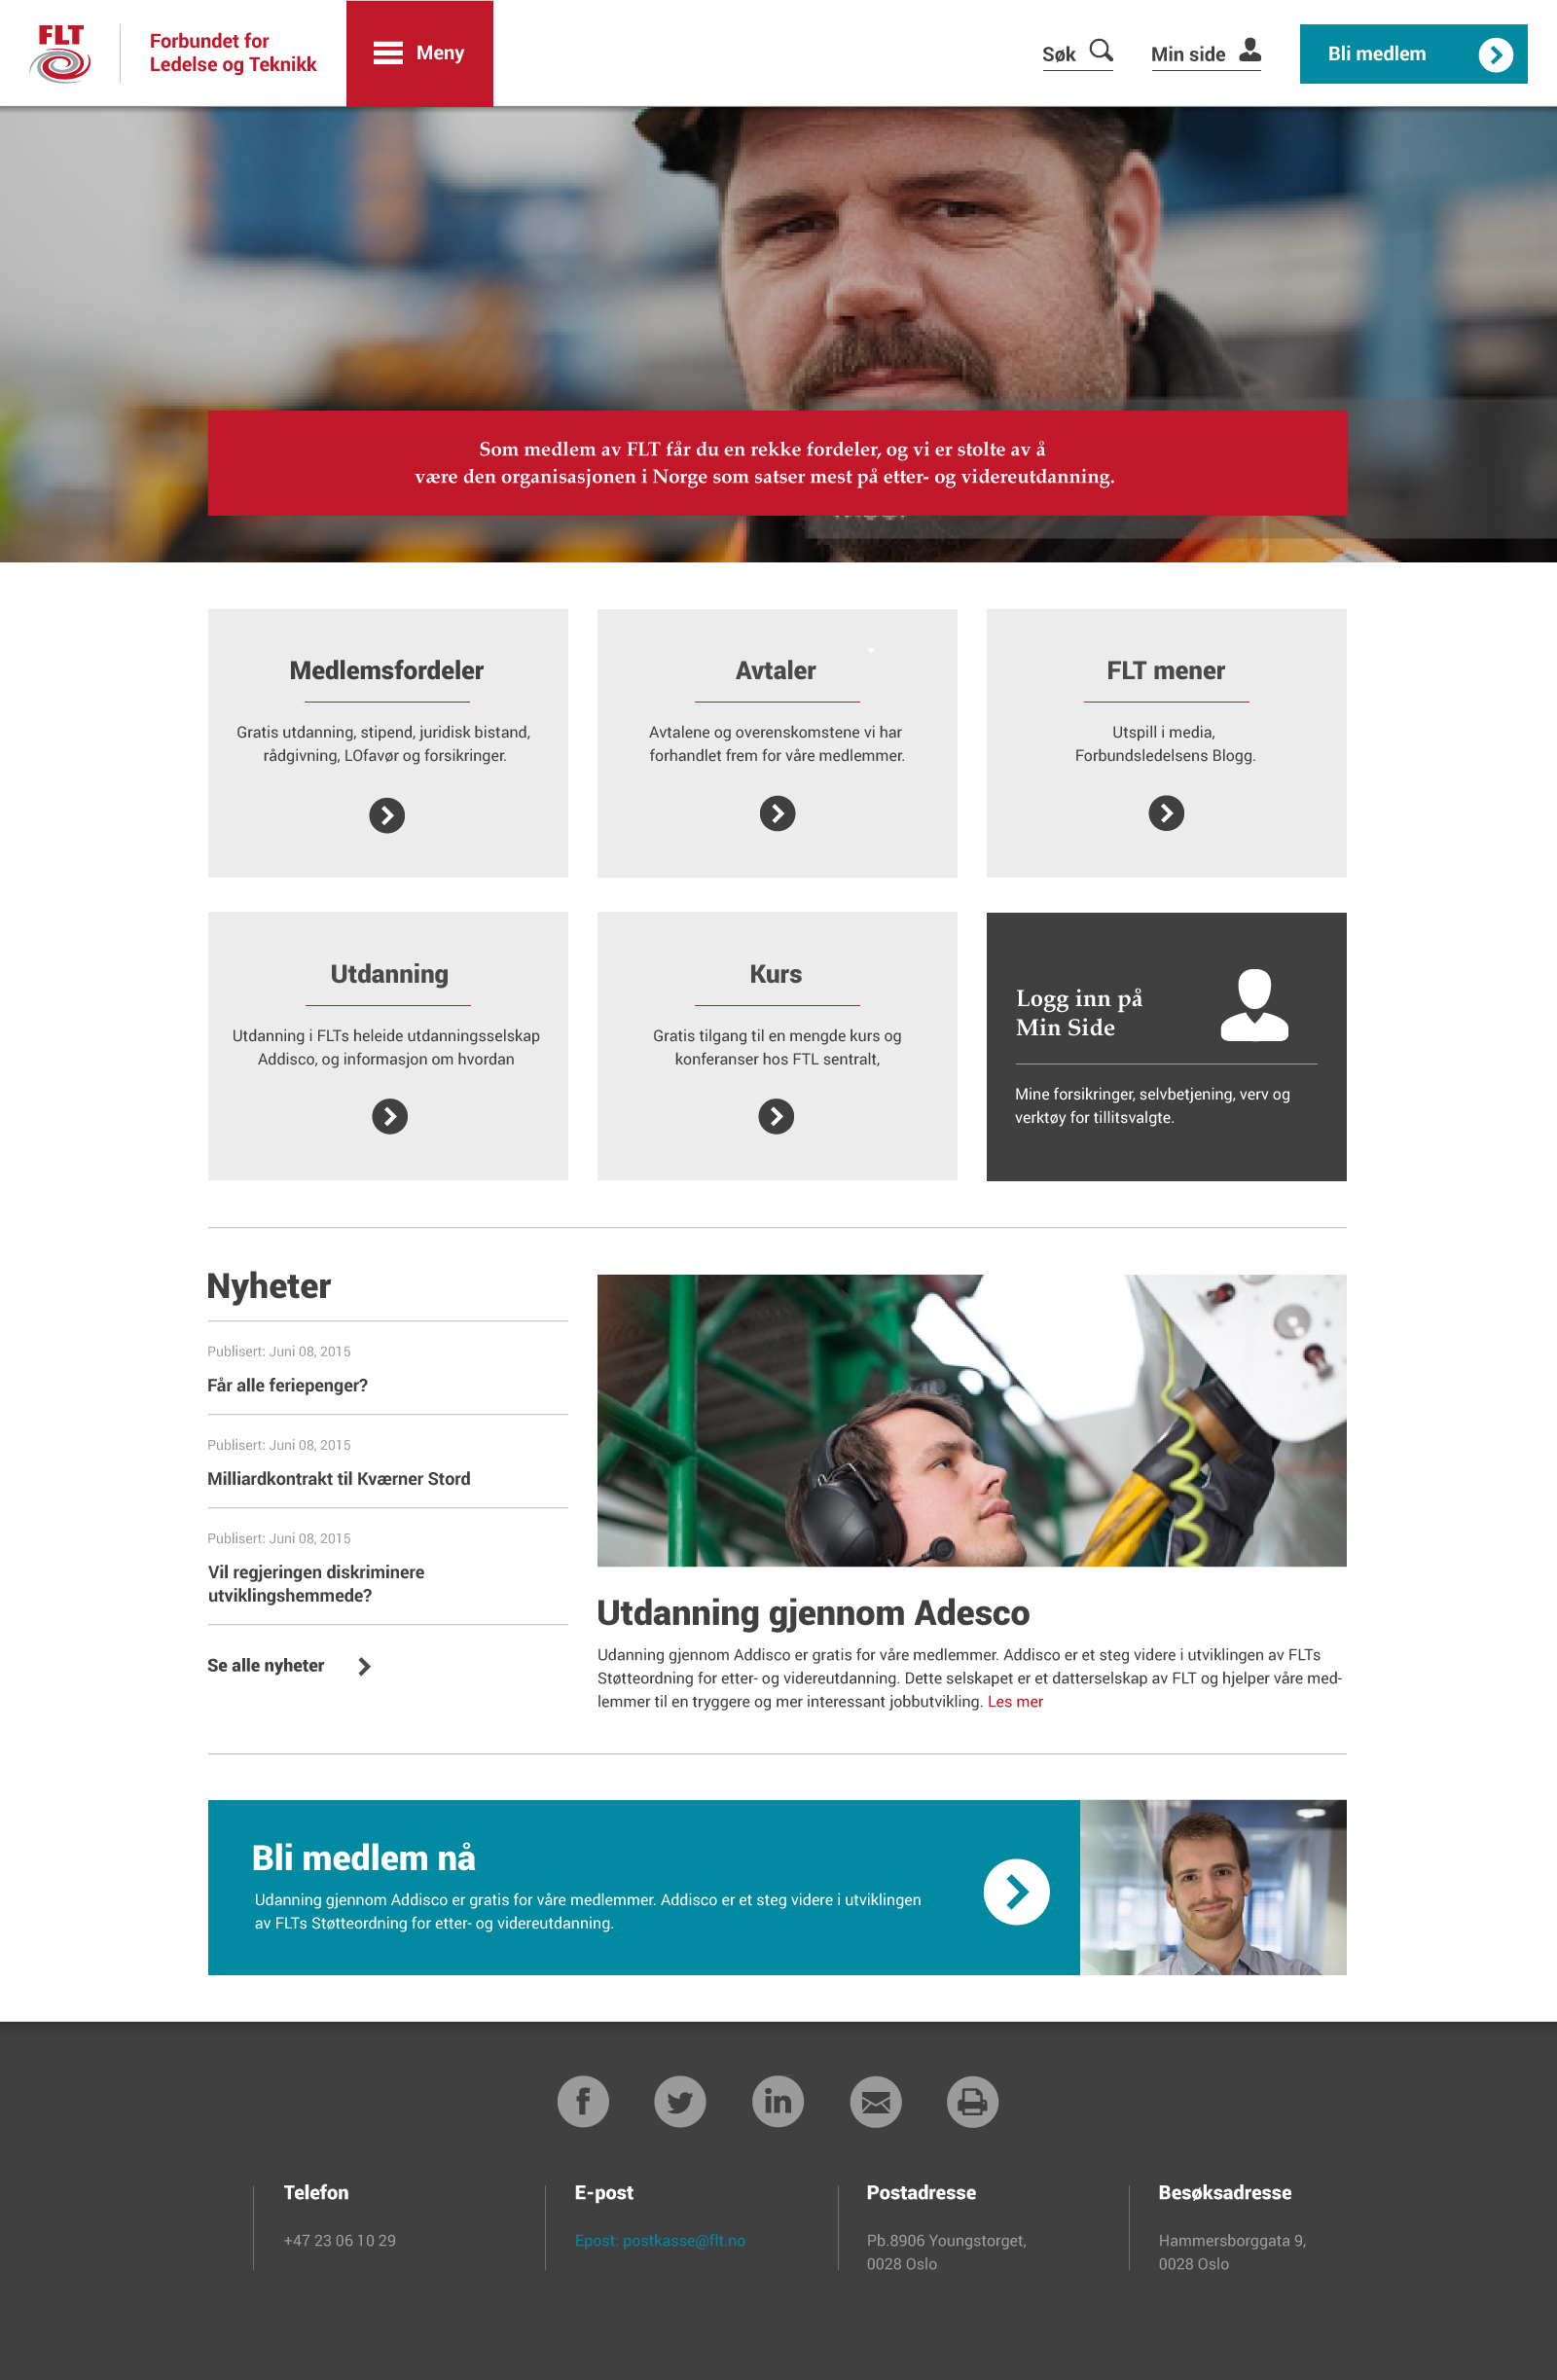 FLT
Forbundet for
Ledelse og Teknikk
Meny
Søk
Min side
Bli medlem
Som medlem av FLT får du en rekke fordeler, og vi er stolte av å
være den organisasjonen i Norge som satser mest på etter- og videreutdanning.
Medlemsfordeler
Gratis utdanning, stipend, juridisk bistand,
rådgivning, LOfavør og forsikringer.
Avtaler
Avtalene og overenskomstene vi har
forhandlet frem for våre medlemmer.
FLT mener
Utspill i media,
Forbundsledelsens Blogg.
Utdanning
Utdanning i FLTs heleide utdanningsselskap
Addisco, og informasjon om hvordan
Kurs
Gratis tilgang til en mengde kurs og
konferanser hos FTL sentralt,
Logg inn på
Min Side
Mine forsikringer, selvbetjening, verv og
verktøy for tillitsvalgte.
Nyheter
Publisert: Juni 08, 2015
Får alle feriepenger?
Publisert: Juni 08, 2015
Milliardkontrakt til Kværner Stord
Publisert: Juni 08, 2015
Vil regjeringen diskriminere
utviklingshemmede?
Se alle nyheter
Utdanning gjennom Adesco
Udanning gjennom Addisco er gratis for våre medlemmer. Addisco er et steg videre i utviklingen av FLTs
Støtteordning for etter- og videreutdanning. Dette selskapet er et datterselskap av FLT og hjelper våre med-
lemmer til en tryggere og mer interessant jobbutvikling. Les mer
Bli medlem nå
Udanning gjennom Addisco er gratis for våre medlemmer. Addisco er et steg videre i utviklingen
av FLTs Støtteordning for etter- og videreutdanning.
Telefon
+47 23 06 10 29
E-post
Epost: postkasse@flt.no
Postadresse
Pb.8906 Youngstorget,
0028 Oslo
Besøksadresse
Hammersborggata 9,
0028 Oslo